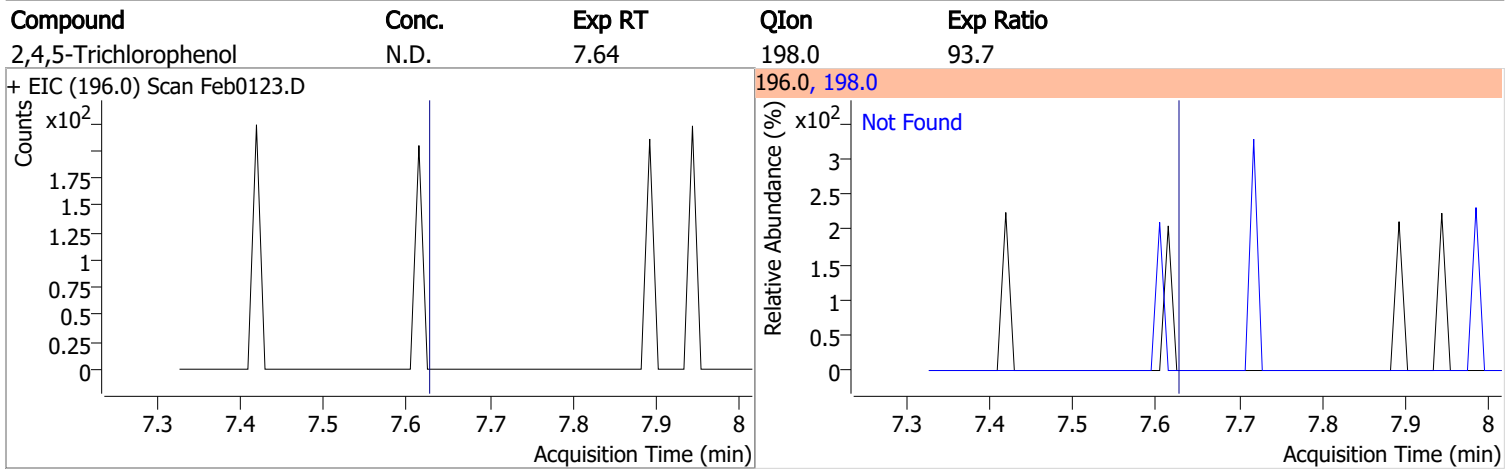 Compound Conc. Exp RT QIon Exp Ratio
2,4,5-Trichlorophenol N.D. 7.64 198.0 93.7
+ EIC (196.0) Scan Feb0123.D
Counts
x10²
1.75
1.5
1.25
1
0.75
0.5
0.25
0
7.3 7.4 7.5 7.6 7.7 7.8 7.9 8
Acquisition Time (min)
196.0, 198.0
Relative Abundance (%)
x10²
Not Found
3
2.5
2
1.5
1
0.5
0
7.3 7.4 7.5 7.6 7.7 7.8 7.9 8
Acquisition Time (min)